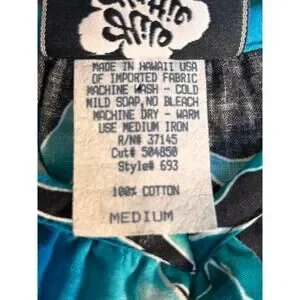 MADE IN HAWAII USA
OF IMPORTED FABRIC
MACHINE WASH - COLD
MILD SOAP, NO BLEACH
MACHINE DRY - WARM
USE MEDIUM IRON
R/N# 37145
Cut# 504850
Style# 693
100% COTTON
MEDIUM